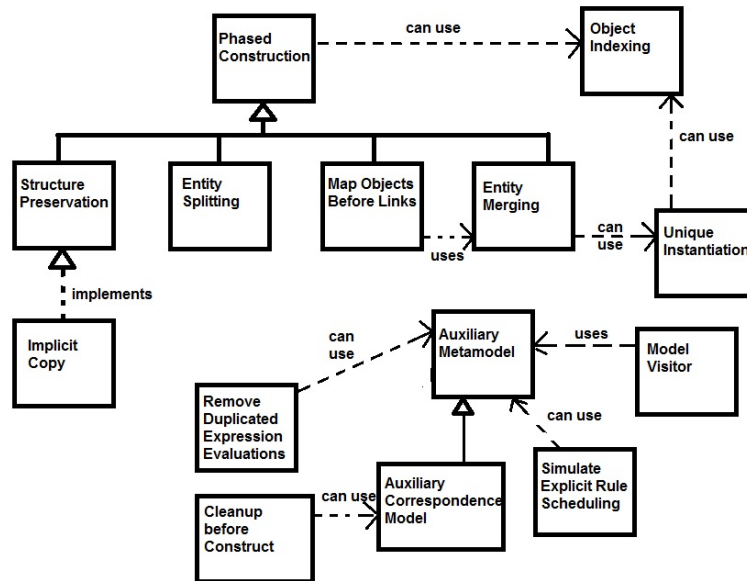 Phased
Construction
can use
Object
Indexing
can use
Structure
Preservation
Entity
Splitting
Map Objects
Before Links
Entity
Merging
uses
can
use
Unique
Instantiation
implements
Implicit
Copy
can
use
Auxiliary
Metamodel
uses
Model
Visitor
Remove
Duplicated
Expression
Evaluations
can use
Simulate
Explicit Rule
Scheduling
Auxiliary
Correspondence
Model
can use
Cleanup
before
Construct